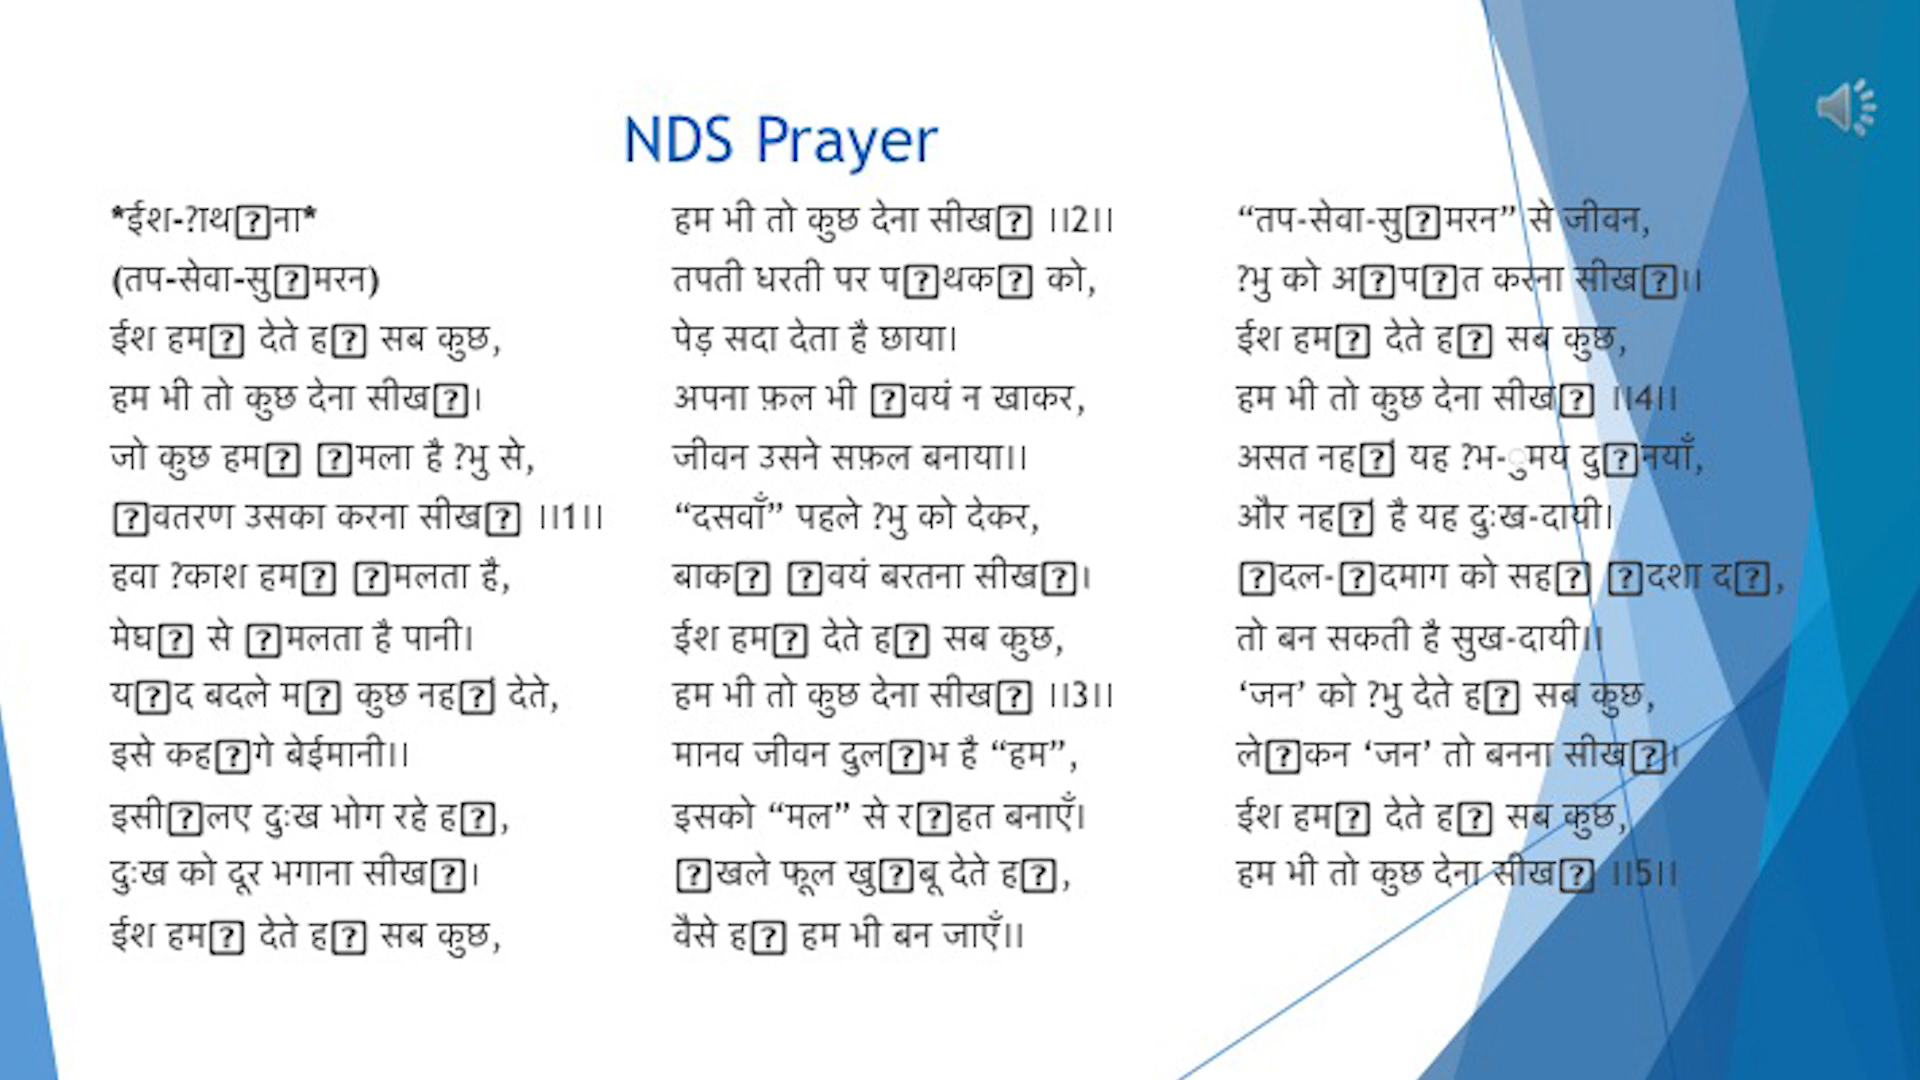 NDS Prayer
*ईश-?ाथ�ना*
(तप-सेवा-सु�मरन)
ईश हम� देते ह� सब कुछ,
हम भी तो कुछ देना सीख�।
जो कुछ हम� �मला है ?भु से,
�वतरण उसका करना सीख� ।।1।।
हवा ?काश हम� �मलता है,
मेघ� से �मलता है पानी।
य�द बदले म� कुछ नह�ं देते,
इसे कह�गे बेईमानी।।
इसी�लए दुःख भोग रहे ह�,
दुःख को दूर भगाना सीख�।
ईश हम� देते ह� सब कुछ,
हम भी तो कुछ देना सीख� ।।2।।
तपती धरती पर प�थक� को,
पेड़ सदा देता है छाया।
अपना फ़ल भी �वयं न खाकर,
जीवन उसने सफ़ल बनाया।।
“दसवाँ” पहले ?भु को देकर,
बाक� �वयं बरतना सीख�।
ईश हम� देते ह� सब कुछ,
हम भी तो कुछ देना सीख� ।।3।।
मानव जीवन दुल�भ है “हम”,
इसको “मल” से र�हत बनाएँ।
�खले फूल खु�बू देते ह�,
वैसे ह� हम भी बन जाएँ।।
“तप-सेवा-सु�मरन” से जीवन,
?भु को अ�प�त करना सीख�।।
ईश हम� देते ह� सब कुछ,
हम भी तो कुछ देना सीख� ।।4।।
असत नह�ं यह ?भ-ुमय दु�नयाँ,
और नह�ं है यह दुःख-दायी।
�दल-�दमाग को सह� �दशा द�,
तो बन सकती है सुख-दायी।।
‘जन’ को ?भु देते ह� सब कुछ,
ले�कन ‘जन’ तो बनना सीख�।
ईश हम� देते ह� सब कुछ,
हम भी तो कुछ देना सीख� ।।5।।